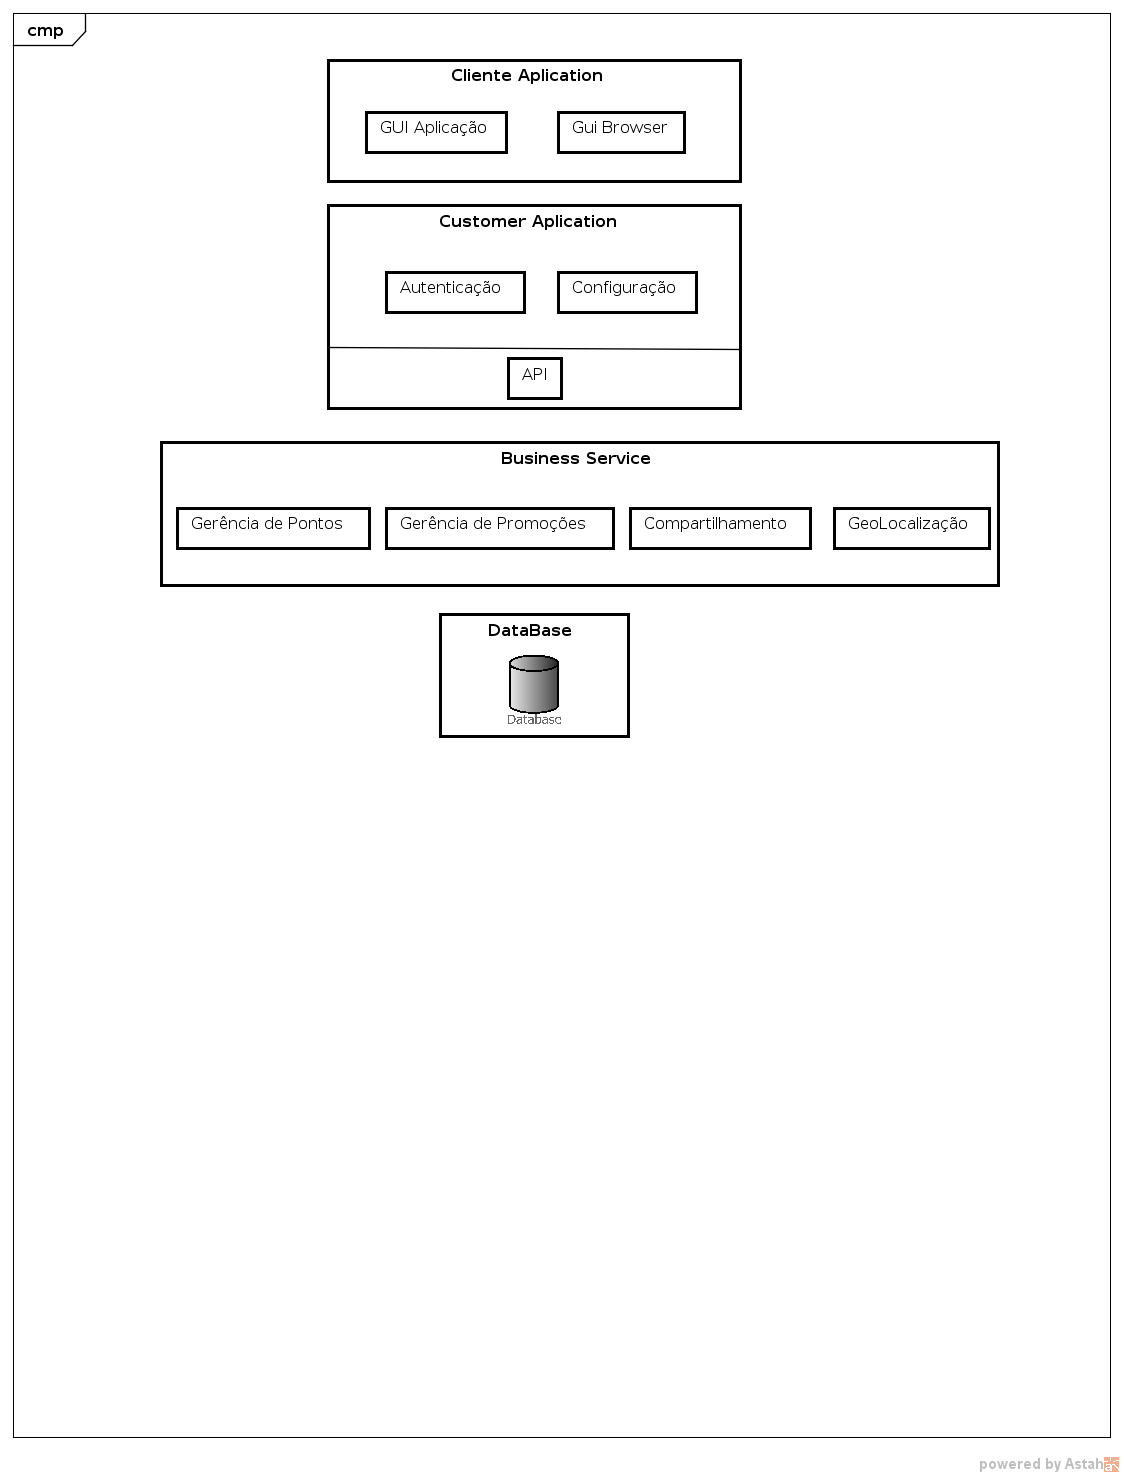 cmp
Cliente Aplication
GUI Aplicação
Gui Browser
Customer Aplication
Autenticação
Configuração
API
Business Service
Gerência de Pontos
Gerência de Promoções
Compartilhamento
GeoLocalização
DataBase
Database
powered by Astah